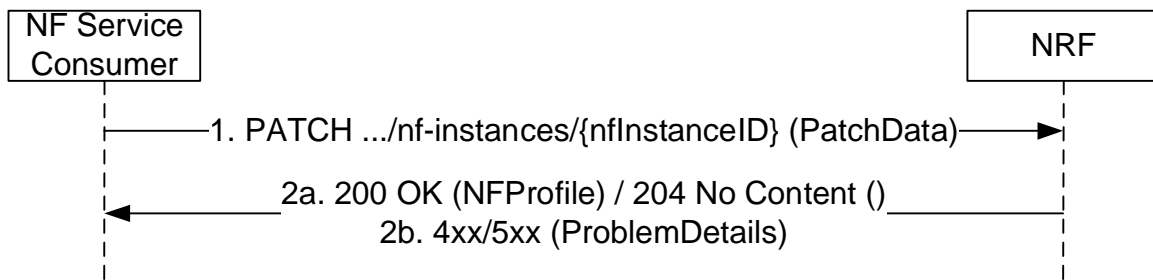 NF Service
Consumer
NRF
1. PATCH .../nf-instances/{nfInstanceID} (PatchData)
2a. 200 OK (NFProfile) / 204 No Content ()
2b. 4xx/5xx (ProblemDetails)